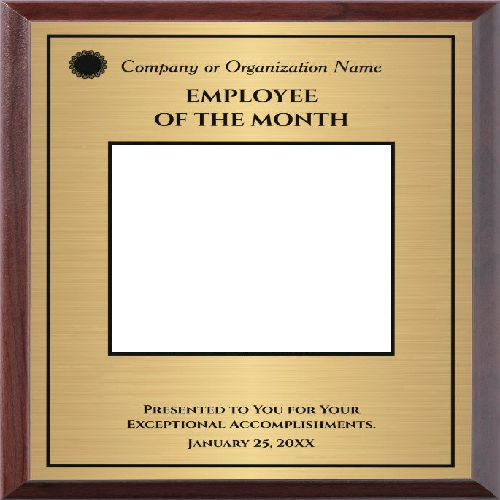 Company or Organization Name
EMPLOYEE
OF THE MONTH
PRESENTED TO YOU FOR YOUR
EXCEPTIONAL ACCOMPLISHMENTS.
JANUARY 25, 20XX